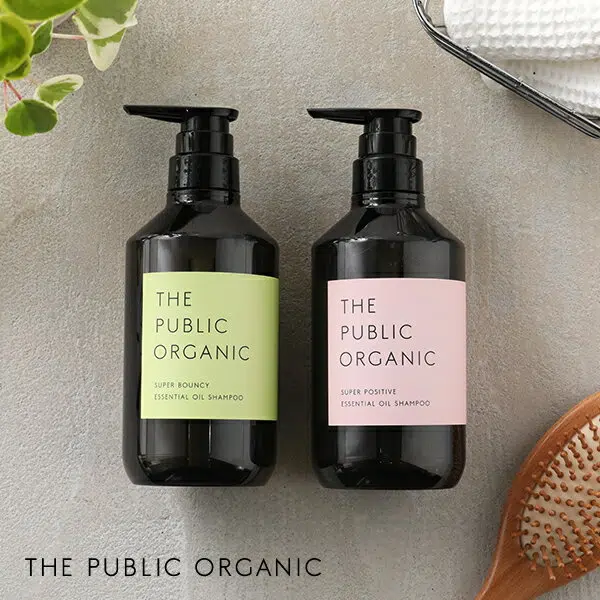 THE
PUBLIC
ORGANIC
SUPER BOUNCY
ESSENTIAL OIL SHAMPOO
THE
PUBLIC
ORGANIC
SUPER POSITIVE
ESSENTIAL OIL SHAMPOO
THE PUBLIC ORGANIC